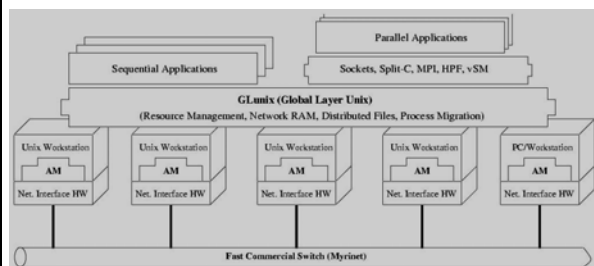 Parallel Applications
Sequential Applications
Sockets, Split-C, MPI, HPF, vSM
GLunix (Global Layer Unix)
(Resource Management, Network RAM, Distributed Files, Process Migration)
Unix Workstation
AM
Net. Interface HW
Unix Workstation
AM
Net. Interface HW
Unix Workstation
AM
Net. Interface HW
Unix Workstation
AM
Net. Interface HW
PC/Workstation
AM
Net. Interface HW
Fast Commercial Switch (Myrinet)